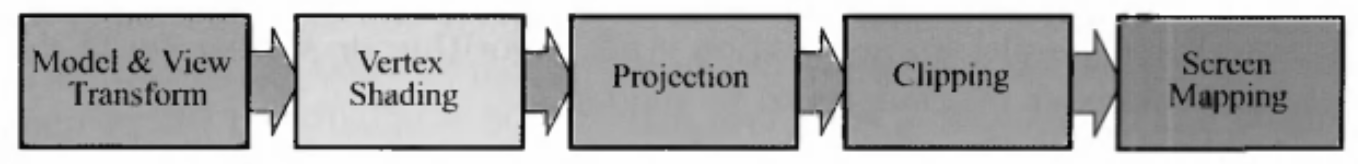 Model & View
Transform
Vertex
Shading
Projection
Clipping
Screen
Mapping